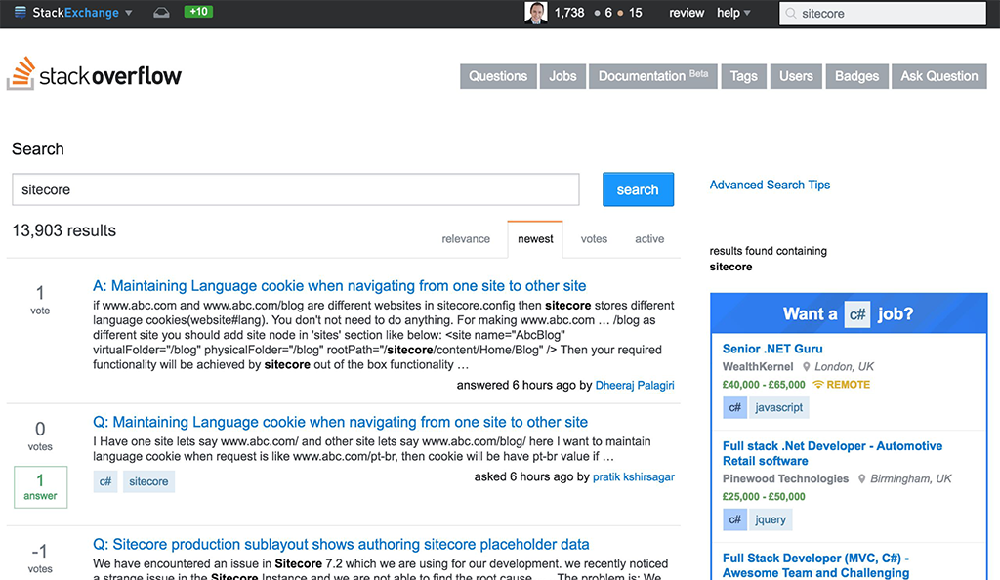 StackExchange +10 1,738 6 15 review help sitecore
stackoverflow Questions Jobs Documentation Beta Tags Users Badges Ask Question
Search
sitecore search
Advanced Search Tips
13,903 results
relevance newest votes active
results found containing
sitecore
1
vote
A: Maintaining Language cookie when navigating from one site to other site
if www.abc.com and www.abc.com/blog are different websites in sitecore.config then sitecore stores different
language cookies(website#lang). You don't not need to do anything. For making www.abc.com … /blog as
different site you should add site node in 'sites' section like below: <site name="AbcBlog"
virtualFolder="/blog" physicalFolder="/blog" rootPath="/sitecore/content/Home/Blog" /> Then your required
functionality will be achieved by sitecore out of the box functionality …
answered 6 hours ago by Dheeraj Palagiri
0
votes
1
answer
Q: Maintaining Language cookie when navigating from one site to other site
I Have one site lets say www.abc.com/ and other site lets say www.abc.com/blog/ here I want to maintain
language cookie when request is like www.abc.com/pt-br, then cookie will be have pt-br value if …
c# sitecore
asked 6 hours ago by pratik kshirsagar
-1
votes
Q: Sitecore production sublayout shows authoring sitecore placeholder data
We have encountered an issue in Sitecore 7.2 which we are using for our development. we recently noticed
a strange issue in the Sitecore Instance and we are not able to find the root cause. ... The problem is: We
Want a c# job?
Senior .NET Guru
WealthKernel London, UK
£40,000 - £65,000 REMOTE
c# javascript
Full stack .Net Developer - Automotive
Retail software
Pinewood Technologies Birmingham, UK
£25,000 - £50,000
c# jquery
Full Stack Developer (MVC, C#) -
Awesome Team and Challenging